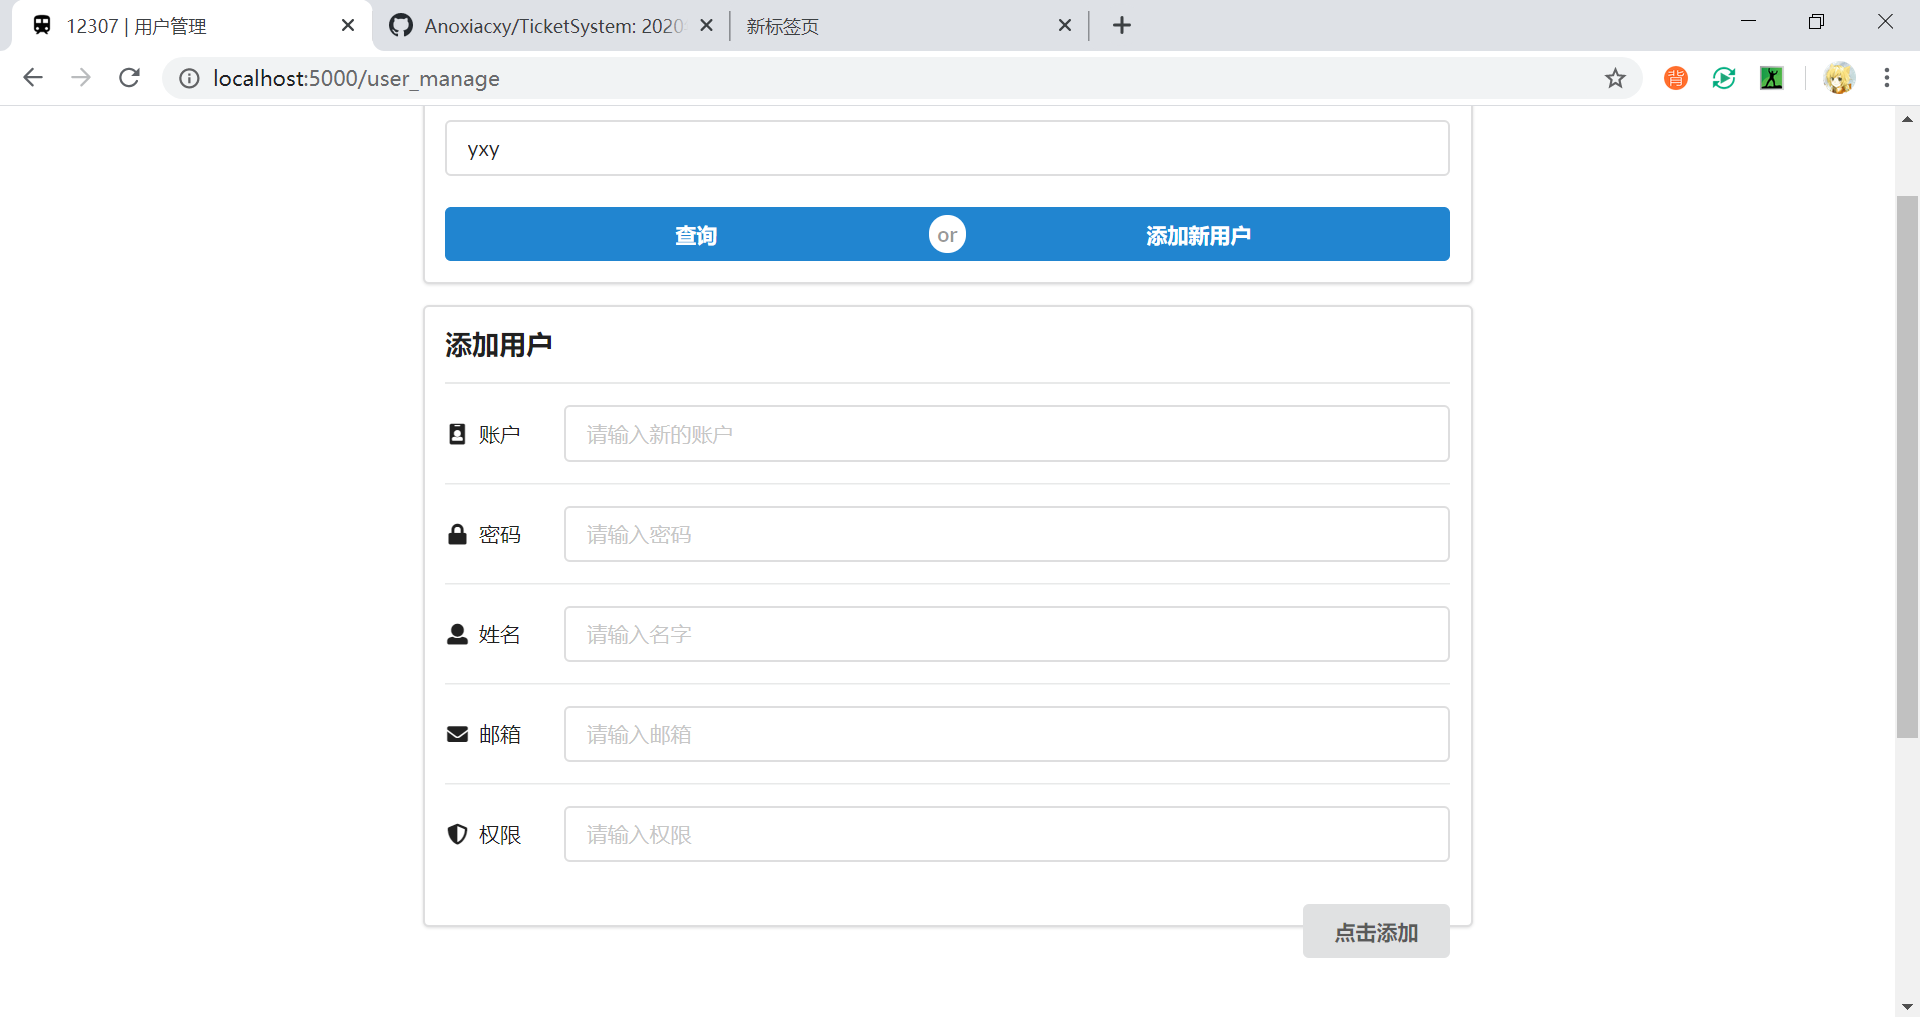 12307 | 用户管理
Anoxiacxy/TicketSystem: 2020
新标签页
localhost:5000/user_manage
背
yxy
查询 or 添加新用户
添加用户
账户 请输入新的账户
密码 请输入密码
姓名 请输入名字
邮箱 请输入邮箱
权限 请输入权限
点击添加